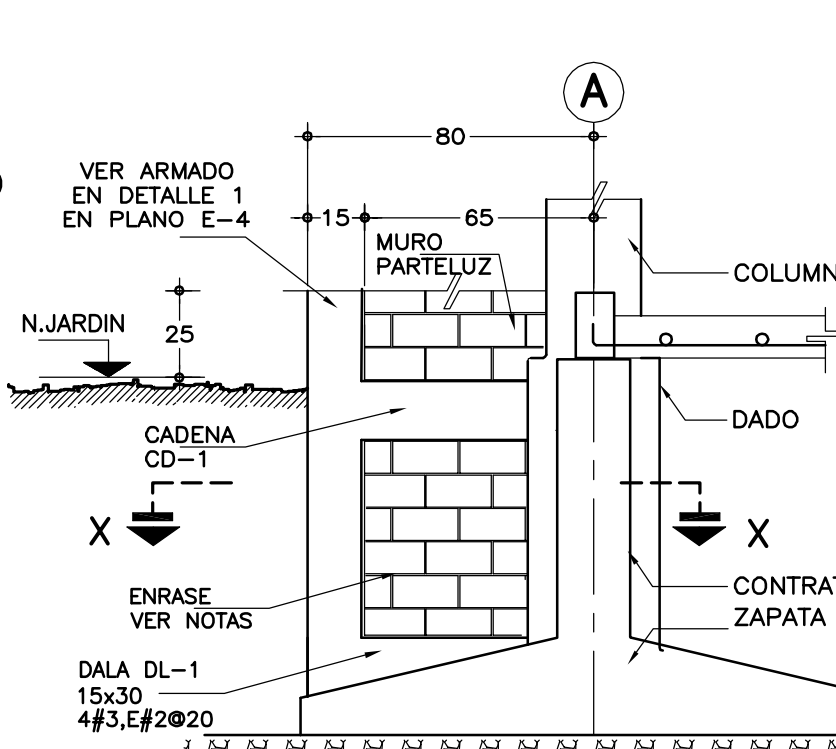 A
80
VER ARMADO
EN DETALLE 1
EN PLANO E-4
15
65
MURO
PARTELUZ
COLUMN
N.JARDIN
25
DADO
CADENA
CD-1
X
X
ENRASE
VER NOTAS
CONTRAT
ZAPATA
DALA DL-1
15x30
4#3,E#2@20